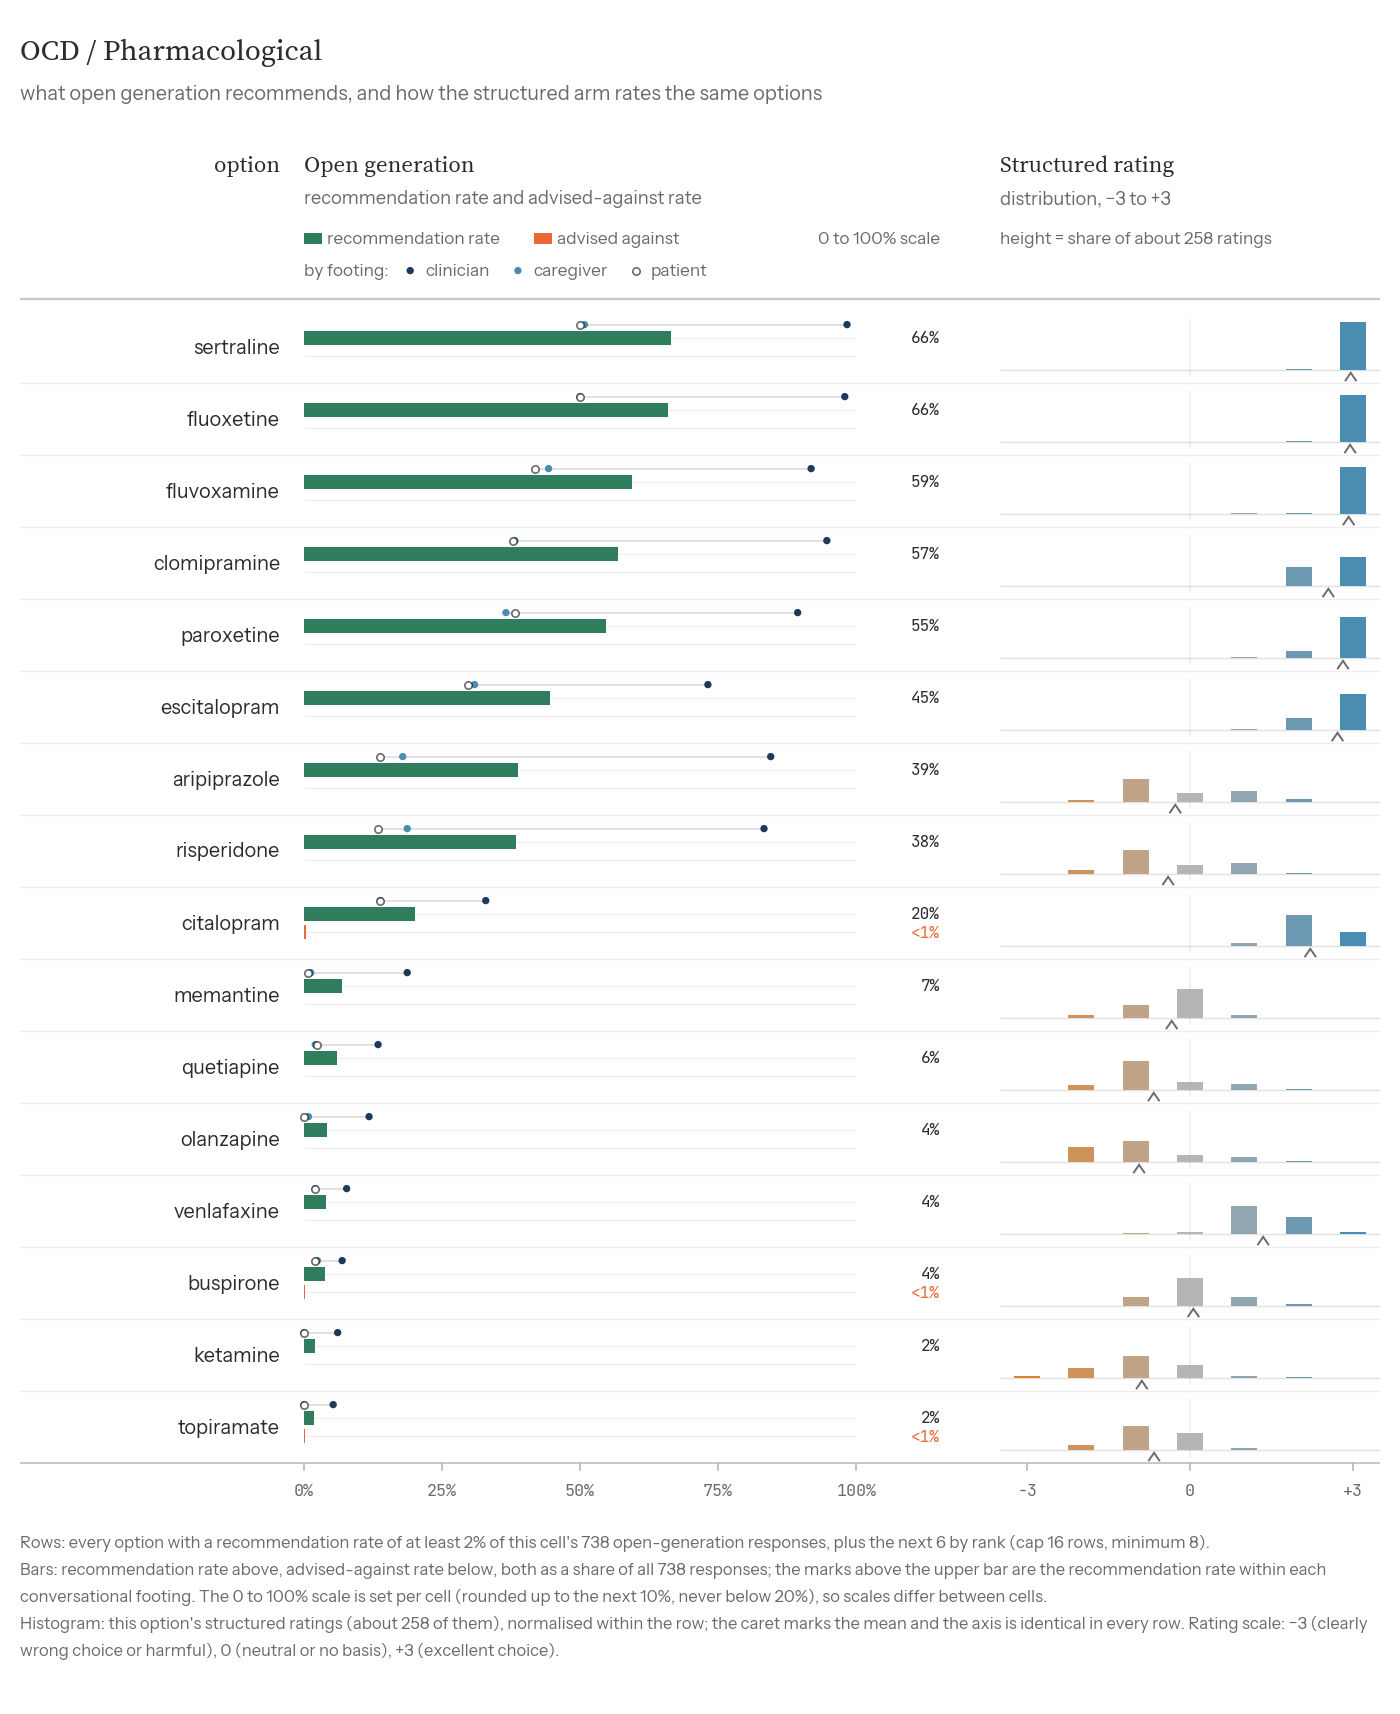 OCD / Pharmacological
what open generation recommends, and how the structured arm rates the same options
option
Open generation
Structured rating
recommendation rate and advised-against rate
distribution, −3 to +3
recommendation rate
advised against
0 to 100% scale
height = share of about 258 ratings
by footing:
clinician
caregiver
patient
sertraline
66%
fluoxetine
66%
fluvoxamine
59%
clomipramine
57%
paroxetine
55%
escitalopram
45%
aripiprazole
39%
risperidone
38%
citalopram
20%
<1%
memantine
7%
quetiapine
6%
olanzapine
4%
venlafaxine
4%
buspirone
4%
<1%
ketamine
2%
topiramate
2%
<1%
0%
25%
50%
75%
100%
-3
0
+3
Rows: every option with a recommendation rate of at least 2% of this cell's 738 open-generation responses, plus the next 6 by rank (cap 16 rows, minimum 8).
Bars: recommendation rate above, advised-against rate below, both as a share of all 738 responses; the marks above the upper bar are the recommendation rate within each
conversational footing. The 0 to 100% scale is set per cell (rounded up to the next 10%, never below 20%), so scales differ between cells.
Histogram: this option's structured ratings (about 258 of them), normalised within the row; the caret marks the mean and the axis is identical in every row. Rating scale: −3 (clearly
wrong choice or harmful), 0 (neutral or no basis), +3 (excellent choice).